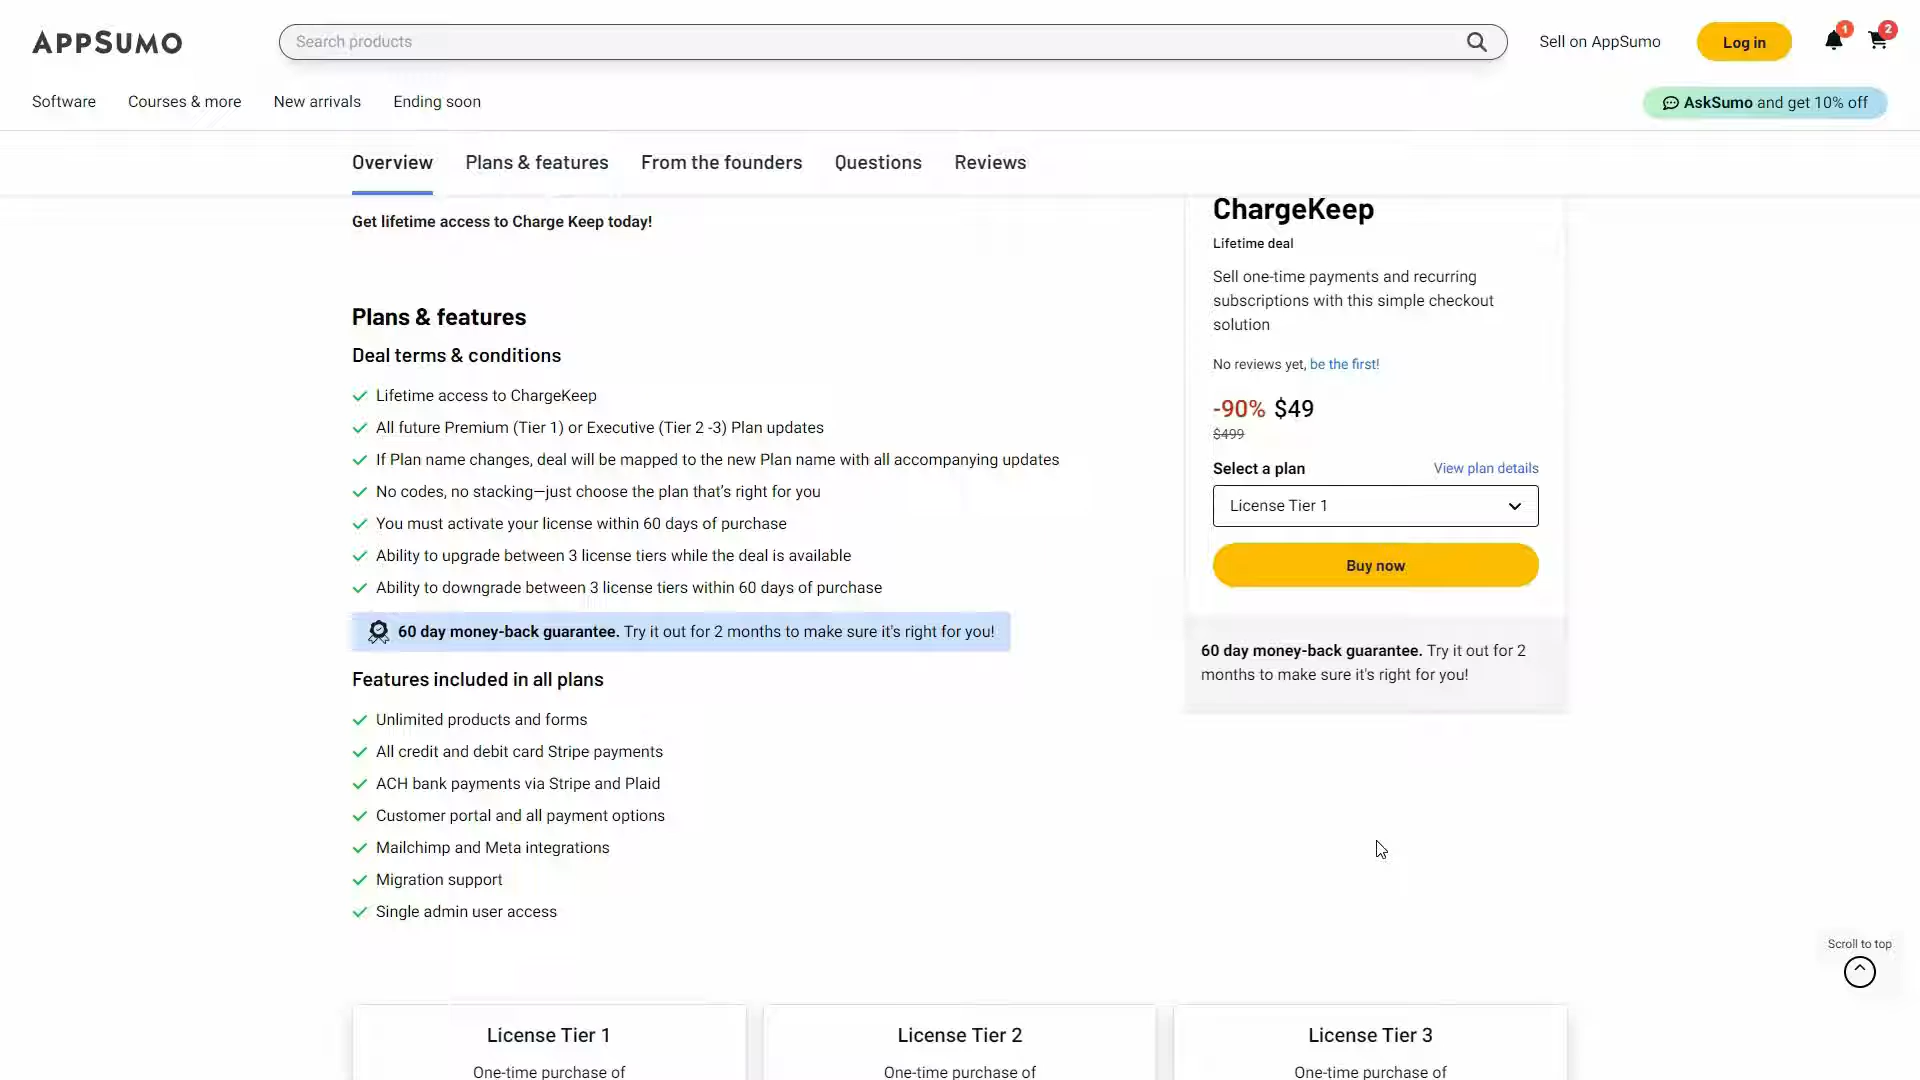 APPSUMO
Search products
Sell on AppSumo
Log in
1
2
Software
Courses & more
New arrivals
Ending soon
AskSumo and get 10% off
Overview
Plans & features
From the founders
Questions
Reviews
Get lifetime access to Charge Keep today!
Plans & features
Deal terms & conditions
Lifetime access to ChargeKeep
All future Premium (Tier 1) or Executive (Tier 2 -3) Plan updates
If Plan name changes, deal will be mapped to the new Plan name with all accompanying updates
No codes, no stacking—just choose the plan that's right for you
You must activate your license within 60 days of purchase
Ability to upgrade between 3 license tiers while the deal is available
Ability to downgrade between 3 license tiers within 60 days of purchase
60 day money-back guarantee. Try it out for 2 months to make sure it's right for you!
Features included in all plans
Unlimited products and forms
All credit and debit card Stripe payments
ACH bank payments via Stripe and Plaid
Customer portal and all payment options
Mailchimp and Meta integrations
Migration support
Single admin user access
ChargeKeep
Lifetime deal
Sell one-time payments and recurring
subscriptions with this simple checkout
solution
No reviews yet, be the first!
-90% $49
$499
Select a plan
View plan details
License Tier 1
Buy now
60 day money-back guarantee. Try it out for 2
months to make sure it's right for you!
Scroll to top
License Tier 1
One-time purchase of
License Tier 2
One-time purchase of
License Tier 3
One-time purchase of